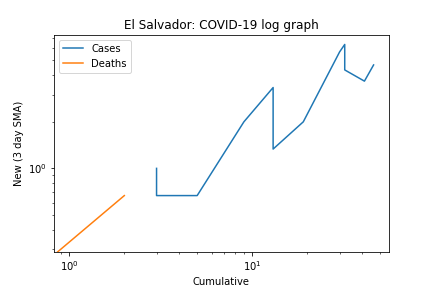 El Salvador: COVID-19 log graph
Cases
Deaths
New (3 day SMA)
10⁰
10⁰
10¹
Cumulative